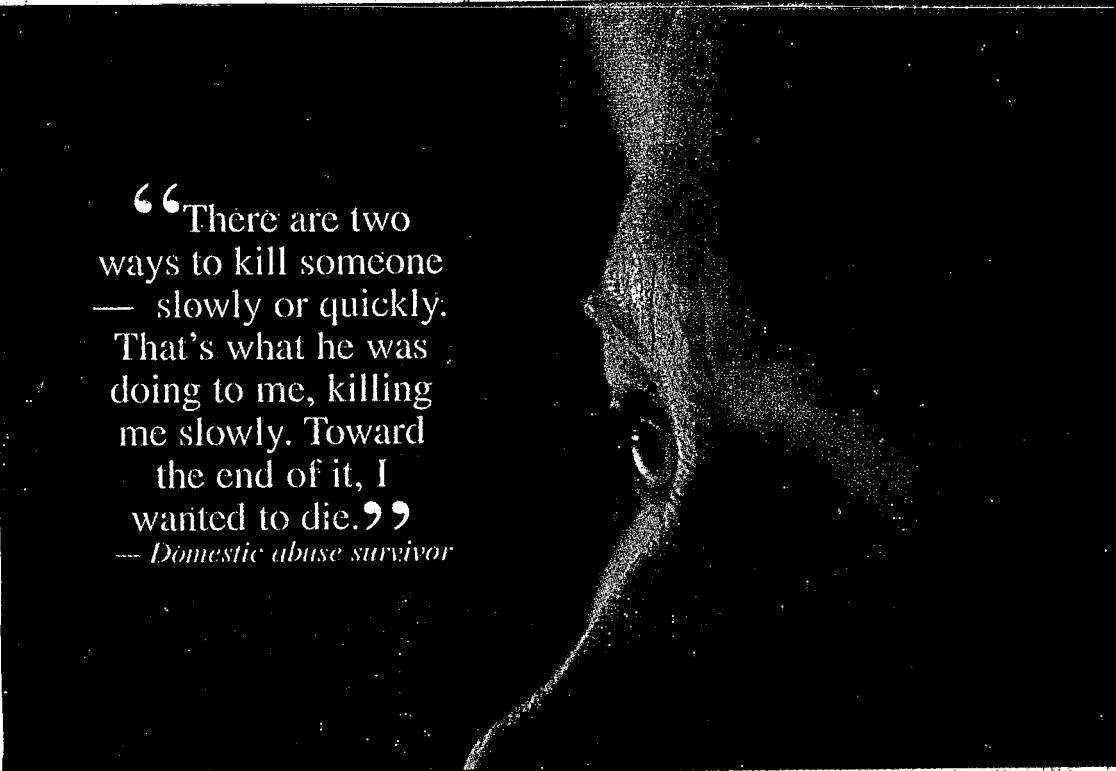 “There are two
ways to kill someone
— slowly or quickly.
That's what he was
doing to me, killing
me slowly. Toward
the end of it, I
wanted to die.”
— Domestic abuse survivor